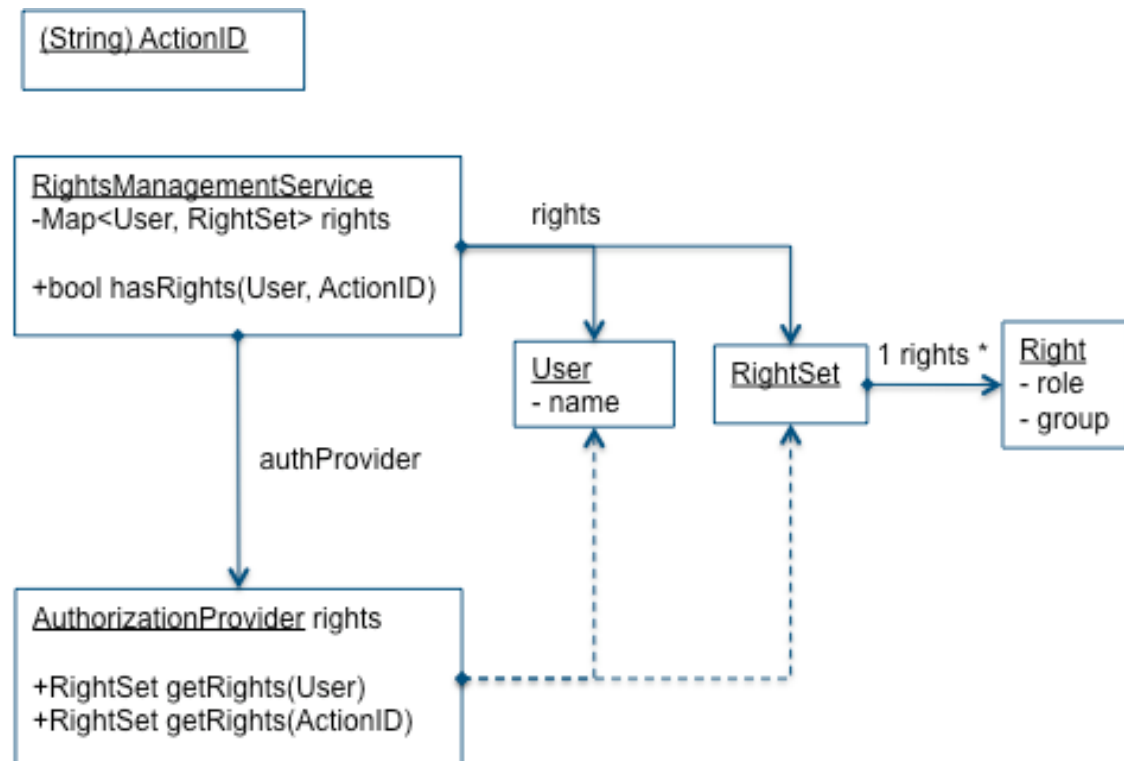 (String) ActionID
RightsManagementService
-Map<User, RightSet> rights
+bool hasRights(User, ActionID)
rights
User
- name
RightSet
1 rights *
Right
- role
- group
authProvider
AuthorizationProvider rights
+RightSet getRights(User)
+RightSet getRights(ActionID)